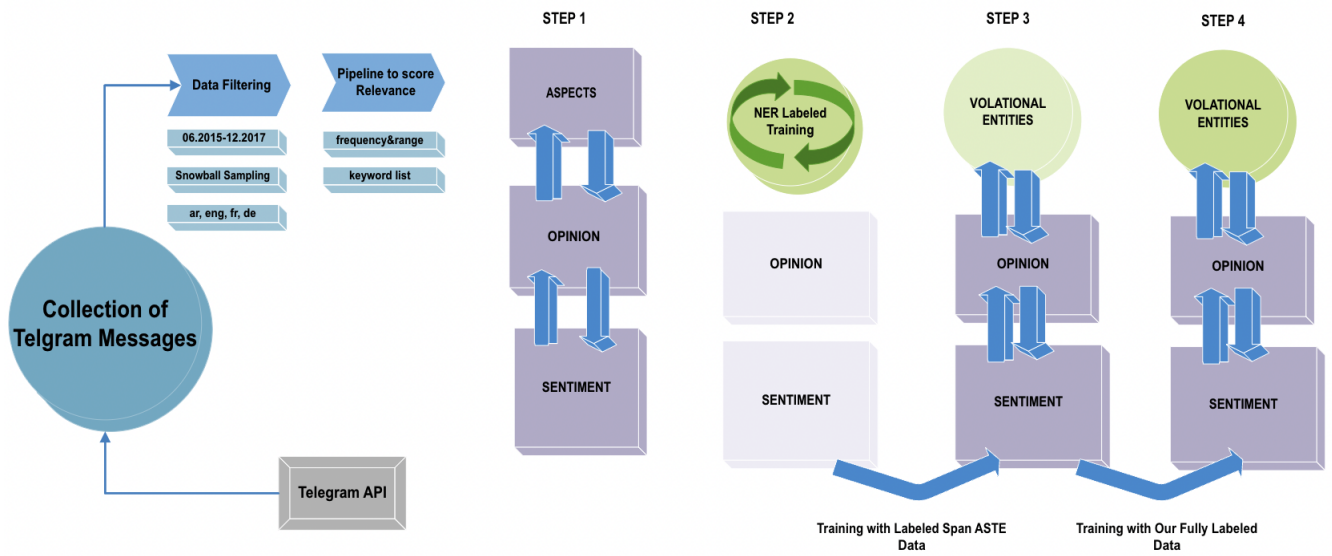 STEP 1
STEP 2
STEP 3
STEP 4
Data Filtering
Pipeline to score
Relevance
06.2015-12.2017
frequency&range
Snowball Sampling
keyword list
ar, eng, fr, de
Collection of
Telgram Messages
Telegram API
ASPECTS
OPINION
SENTIMENT
NER Labeled
Training
OPINION
SENTIMENT
VOLATIONAL
ENTITIES
OPINION
SENTIMENT
VOLATIONAL
ENTITIES
OPINION
SENTIMENT
Training with Labeled Span ASTE
Data
Training with Our Fully Labeled
Data